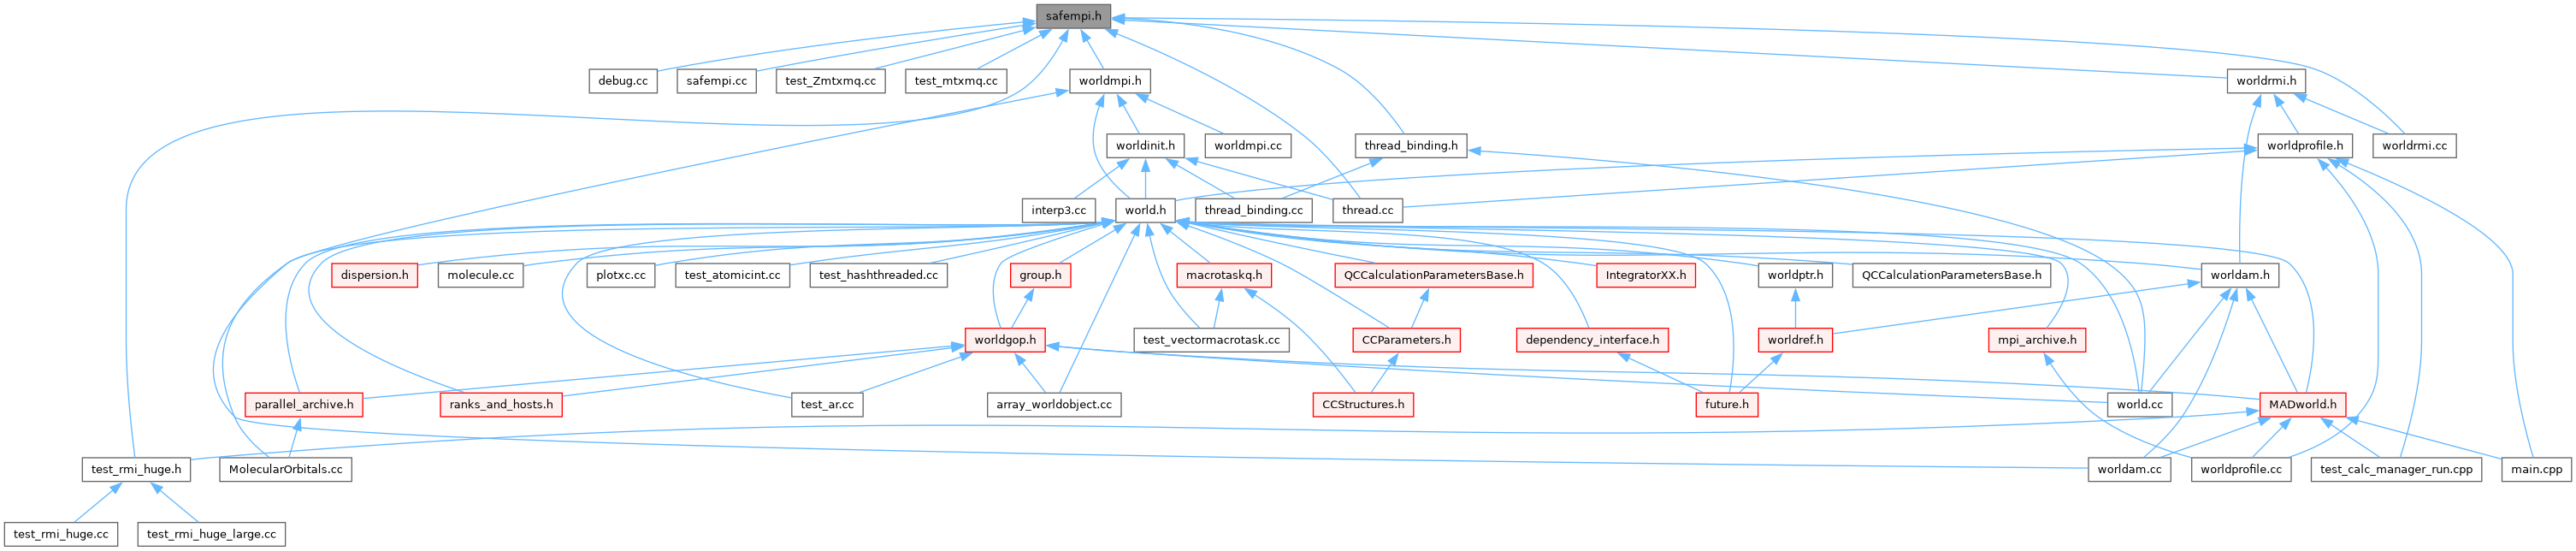 safempi.h
debug.cc
safempi.cc
test_Zmtxmq.cc
test_mtxmq.cc
worldmpi.h
worldrmi.h
worldinit.h
worldmpi.cc
thread_binding.h
worldprofile.h
worldrmi.cc
interp3.cc
world.h
thread_binding.cc
thread.cc
dispersion.h
molecule.cc
plotxc.cc
test_atomicint.cc
test_hashthreaded.cc
group.h
macrotaskq.h
QCCalculationParametersBase.h
IntegratorXX.h
worldptr.h
QCCalculationParametersBase.h
worldam.h
worldgop.h
test_vectormacrotask.cc
CCParameters.h
dependency_interface.h
worldref.h
mpi_archive.h
parallel_archive.h
ranks_and_hosts.h
test_ar.cc
array_worldobject.cc
CCStructures.h
future.h
world.cc
MADworld.h
test_rmi_huge.h
MolecularOrbitals.cc
worldam.cc
worldprofile.cc
test_calc_manager_run.cpp
main.cpp
test_rmi_huge.cc
test_rmi_huge_large.cc